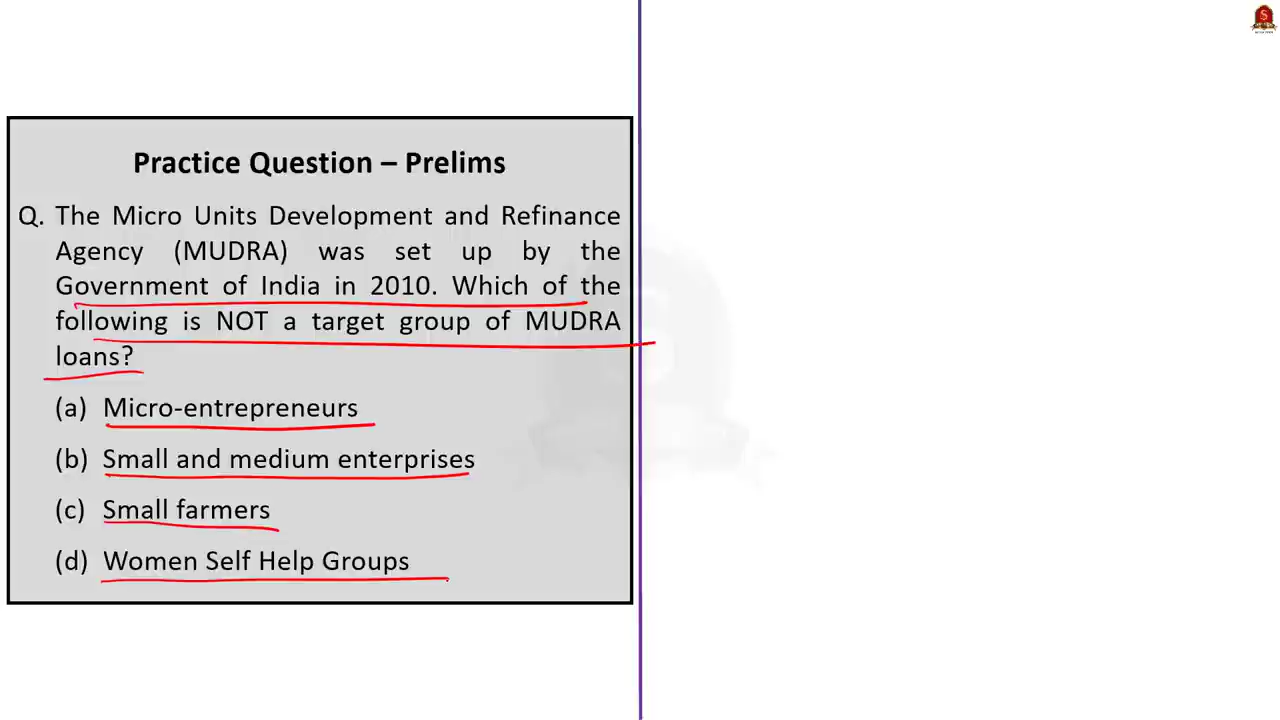 Practice Question – Prelims
Q. The Micro Units Development and Refinance
Agency (MUDRA) was set up by the
Government of India in 2010. Which of the
following is NOT a target group of MUDRA
loans?
(a) Micro-entrepreneurs
(b) Small and medium enterprises
(c) Small farmers
(d) Women Self Help Groups